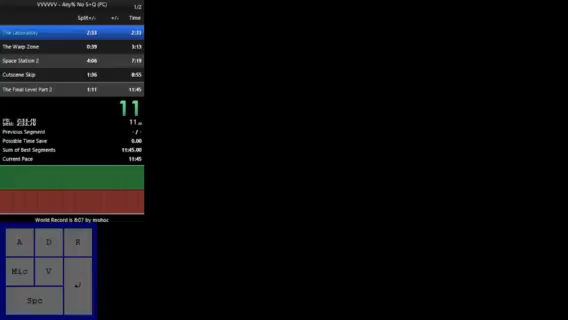 VVVVVV - Any% No S+Q (PC)
1/2
Split+/- +/- Time
The Laboratory 2:33 2:33
The Warp Zone 0:39 3:13
Space Station 2 4:06 7:19
Cutscene Skip 1:36 8:55
The Final Level Part 2 1:11 11:45
11
11
Previous Segment - / -
Possible Time Save 0.00
Sum of Best Segments 11:45.00
Current Pace 11:45
World Record is 8:07 by mohoc
A D R
Mic V ↵
Spc